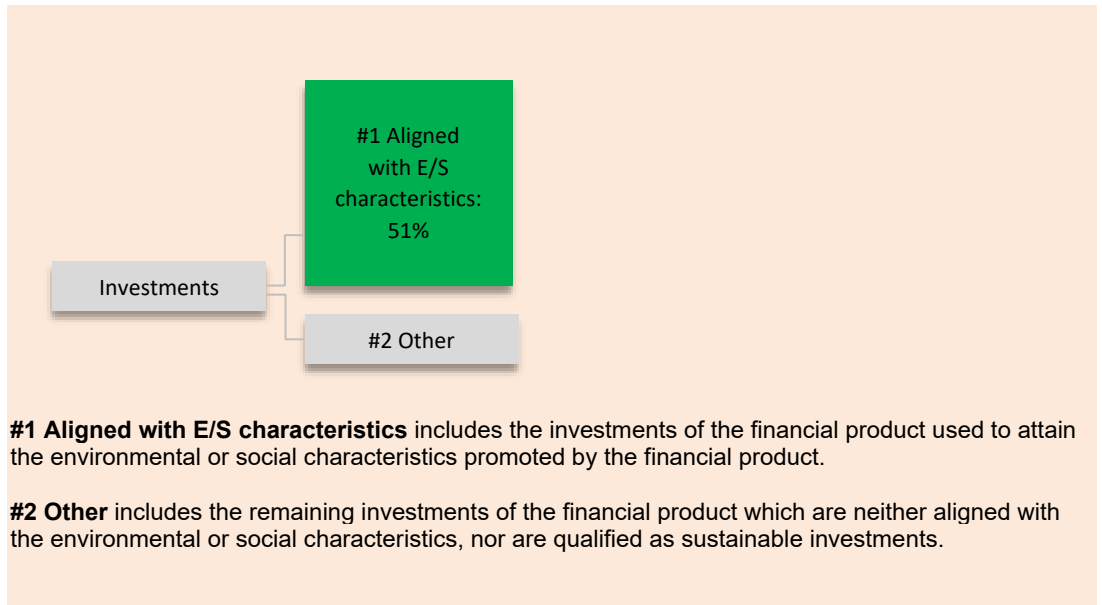 #1 Aligned
with E/S
characteristics:
51%
Investments
#2 Other
#1 Aligned with E/S characteristics includes the investments of the financial product used to attain
the environmental or social characteristics promoted by the financial product.
#2 Other includes the remaining investments of the financial product which are neither aligned with
the environmental or social characteristics, nor are qualified as sustainable investments.